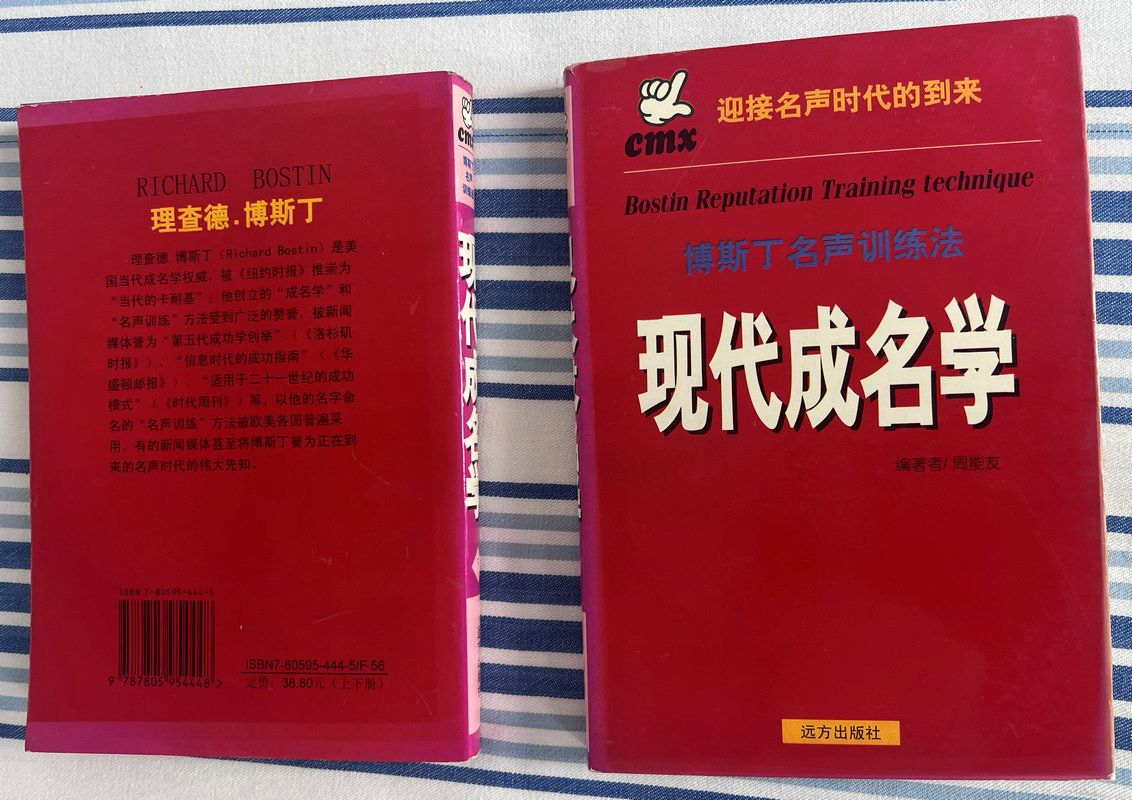 RICHARD BOSTIN
理查德.博斯丁
理查德.博斯丁（Richard Bostin）是美
国当代成名学权威，被《纽约时报》推崇为
“当代的卡耐基”；他创立的“成名学”和
“名声训练”方法受到广泛的赞誉，被新闻
媒体誉为“第五代成功学创举”（《洛杉矶
时报》）、“信息时代的成功指南”（《华
盛顿邮报》）、“适用于二十一世纪的成功
模式”（《时代周刊》）等。以他的名字命
名的“名声训练”方法被欧美各国普遍采
用。有的新闻媒体甚至将博斯丁誉为正在到
来的名声时代的伟大先知。
ISBN 7-80595-444-5
9 787805 954448 >
ISBN7-80595-444-5/F·56
定价：38.80元（上下册）
cmx
博斯丁
名声
训练法
现代成名学
cmx
迎接名声时代的到来
Bostin Reputation Training technique
博斯丁名声训练法
现代成名学
编著者/周能友
远方出版社